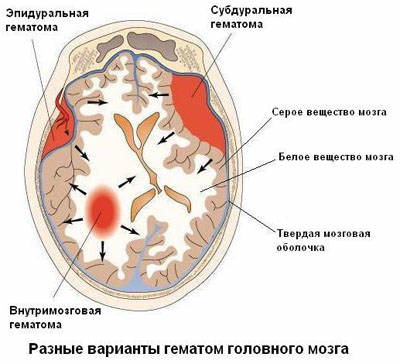 Эпидуральная
гематома
Субдуральная
гематома
Серое вещество мозга
Белое вещество мозга
Твердая мозговая
оболочка
Внутримозговая
гематома
Разные варианты гематом головного мозга